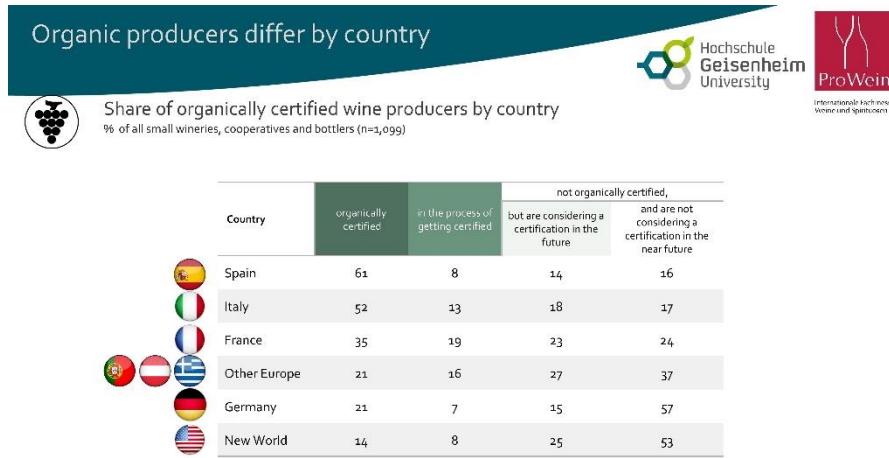 Organic producers differ by country
Hochschule
Geisenheim
University
ProWein
Share of organically certified wine producers by country
% of all small wineries, cooperatives and bottlers (n=1,099)
not organically certified,
Country
organically
certified
in the process of
getting certified
but are considering a
certification in the
future
and are not
considering a
certification in the
near future
Spain 61 8 14 16
Italy 52 13 18 17
France 35 19 23 24
Other Europe 21 16 27 37
Germany 21 7 15 57
New World 14 8 25 53